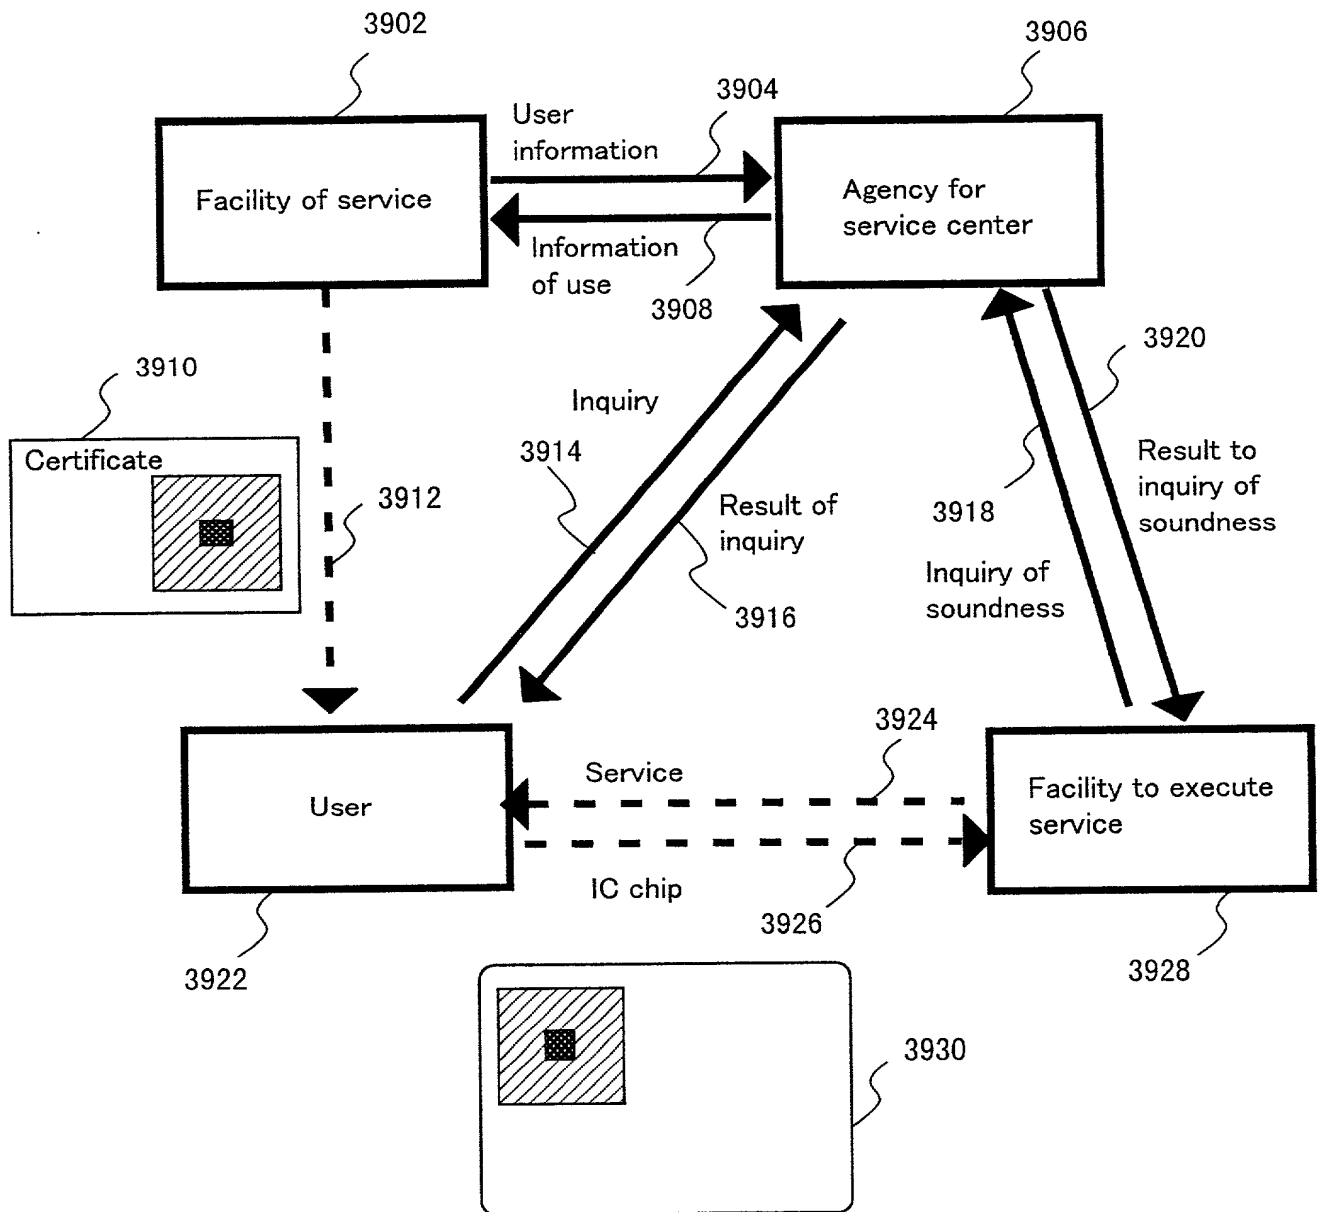 3902
3906
3904
User
information
Facility of service
Agency for
service center
Information
of use
3908
3920
3910
Inquiry
Certificate
3914
3912
Result to
inquiry of
soundness
Result of
inquiry
3918
Inquiry of
soundness
3916
3924
Service
User
Facility to execute
service
IC chip
3926
3922
3928
3930